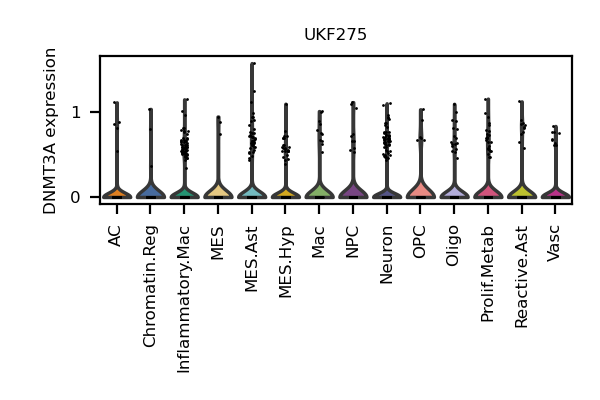 UKF275
DNMT3A expression
1
0
AC
Chromatin.Reg
Inflammatory.Mac
MES
MES.Ast
MES.Hyp
Mac
NPC
Neuron
OPC
Oligo
Prolif.Metab
Reactive.Ast
Vasc